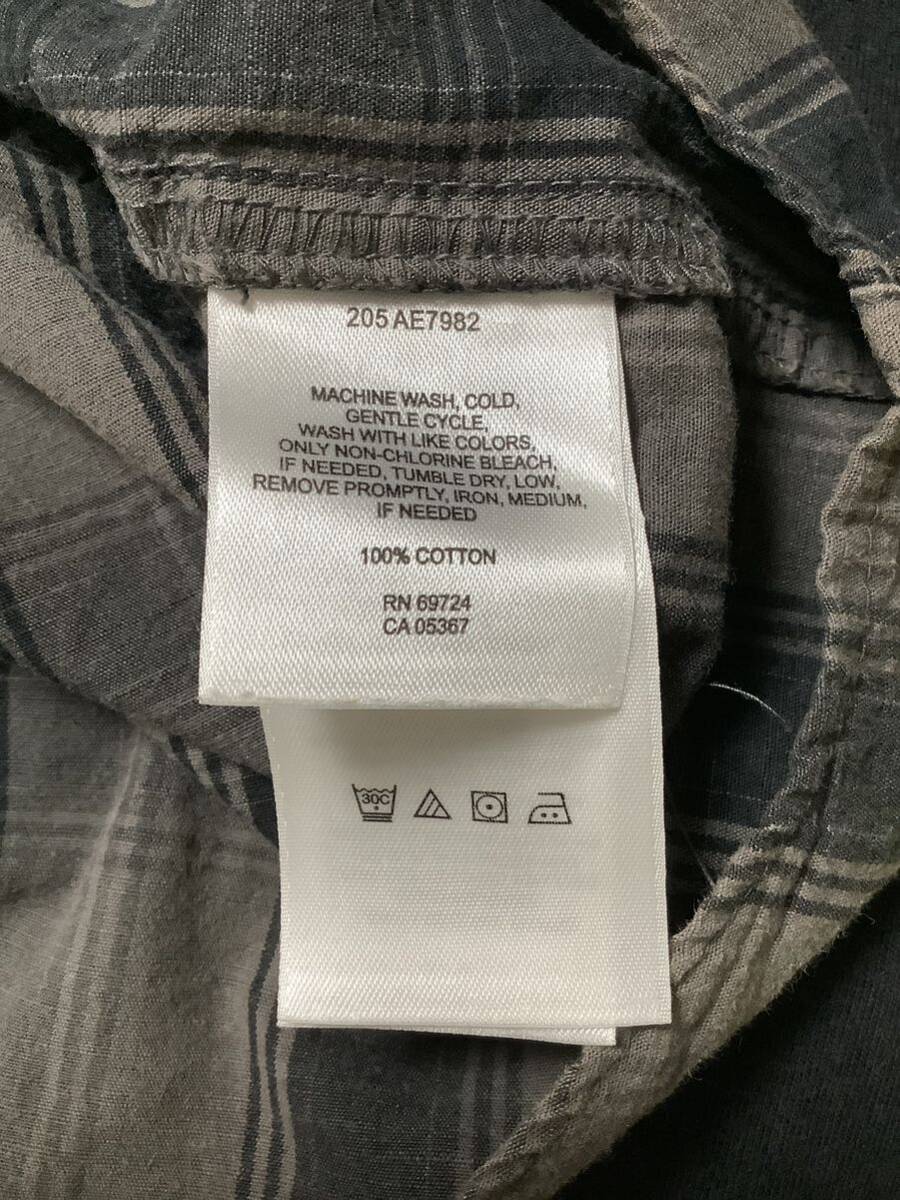 205 AE7982
MACHINE WASH, COLD,
GENTLE CYCLE,
WASH WITH LIKE COLORS,
ONLY NON-CHLORINE BLEACH,
IF NEEDED, TUMBLE DRY, LOW,
REMOVE PROMPTLY, IRON, MEDIUM,
IF NEEDED
100% COTTON
RN 69724
CA 05367
30C